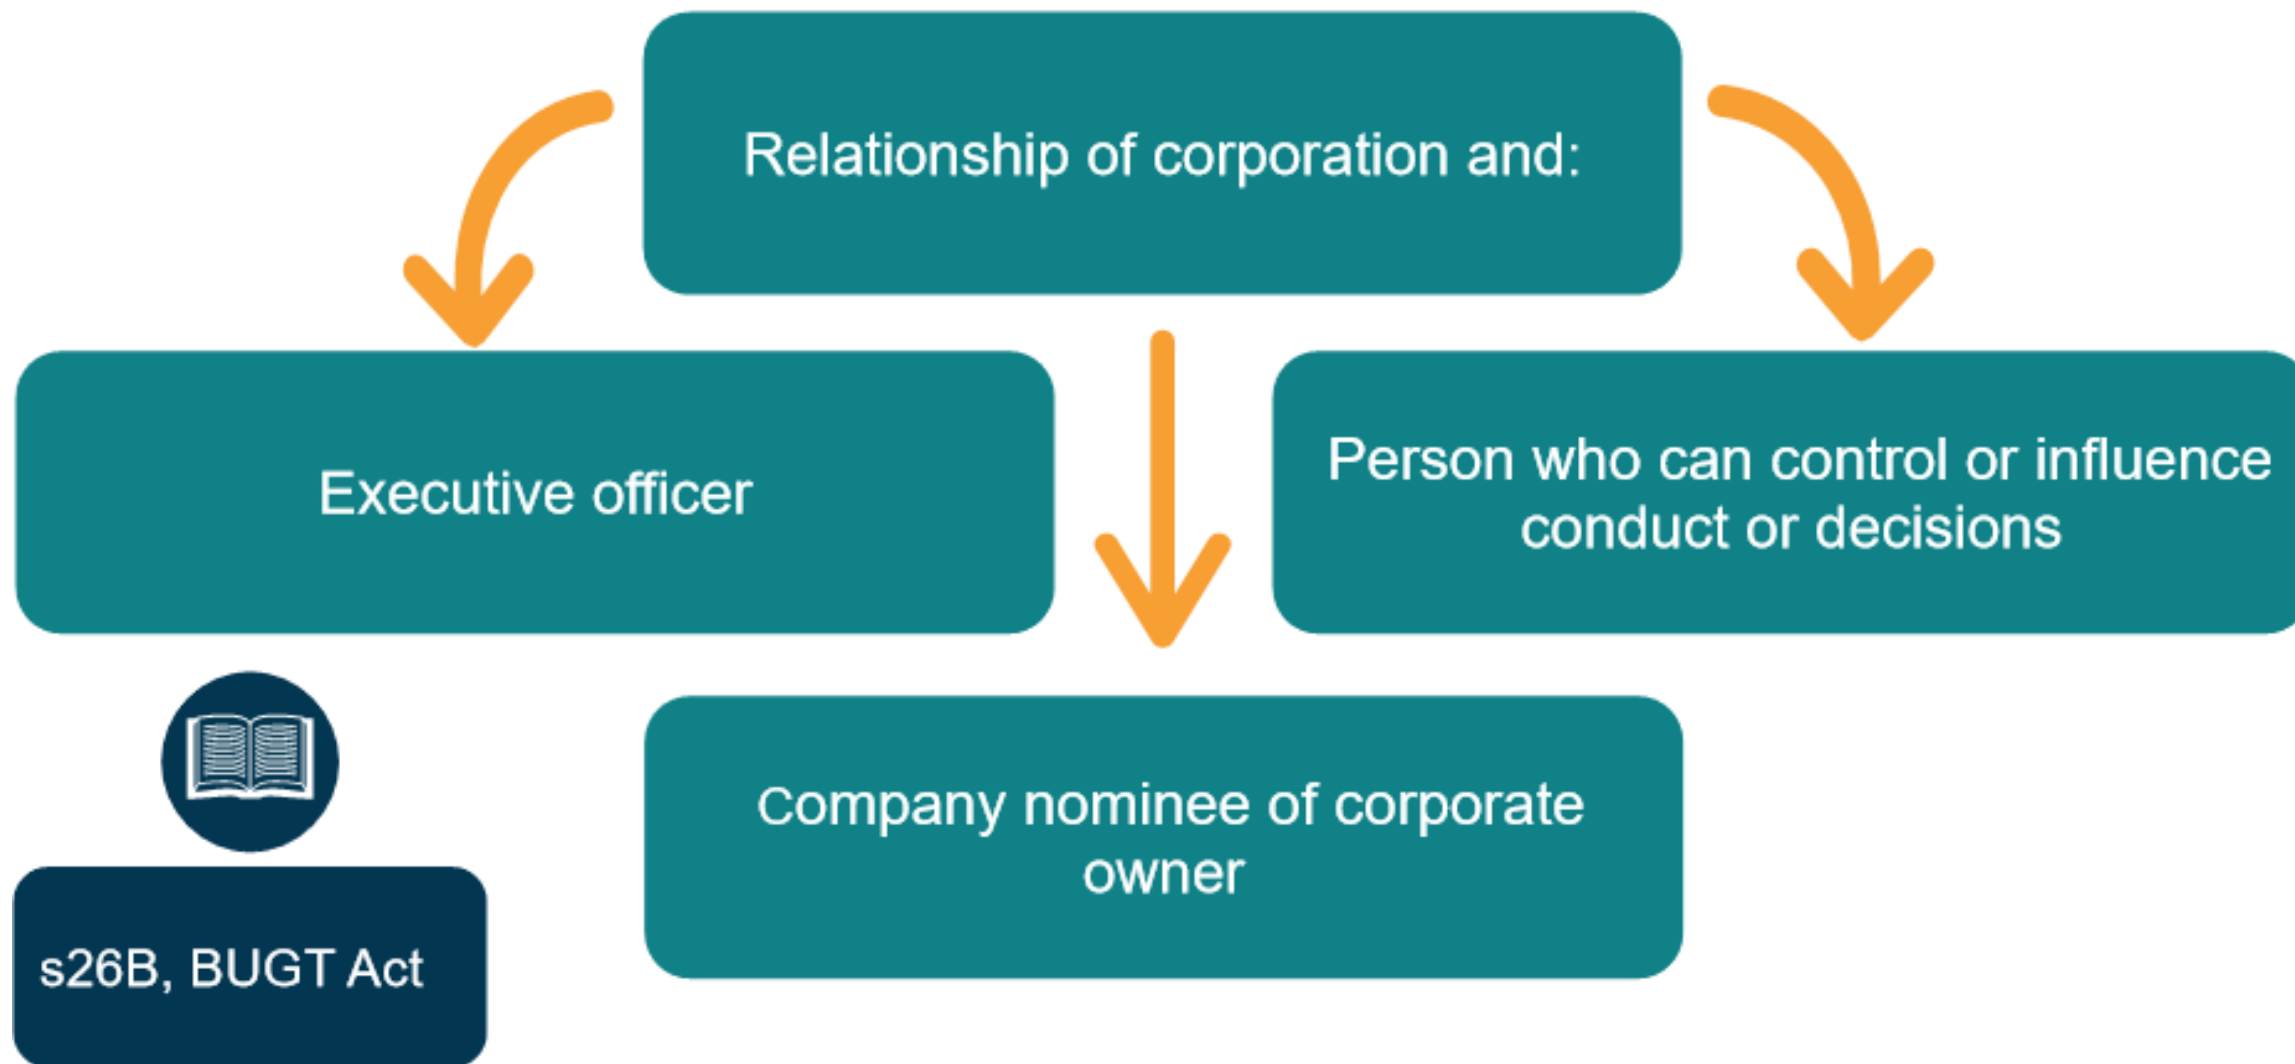 Relationship of corporation and:
Executive officer
Person who can control or influence
conduct or decisions
Company nominee of corporate
owner
s26B, BUGT Act